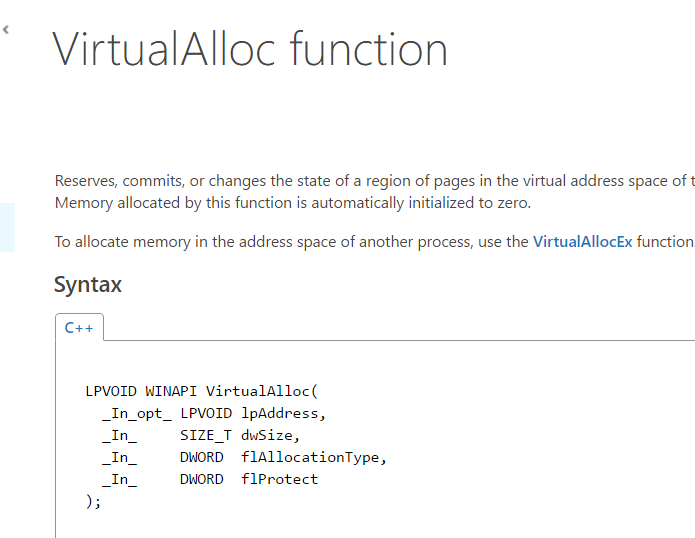 VirtualAlloc function
Reserves, commits, or changes the state of a region of pages in the virtual address space of
Memory allocated by this function is automatically initialized to zero.
To allocate memory in the address space of another process, use the VirtualAllocEx function
Syntax
C++
LPVOID WINAPI VirtualAlloc(
  _In_opt_ LPVOID lpAddress,
  _In_     SIZE_T dwSize,
  _In_     DWORD  flAllocationType,
  _In_     DWORD  flProtect
);